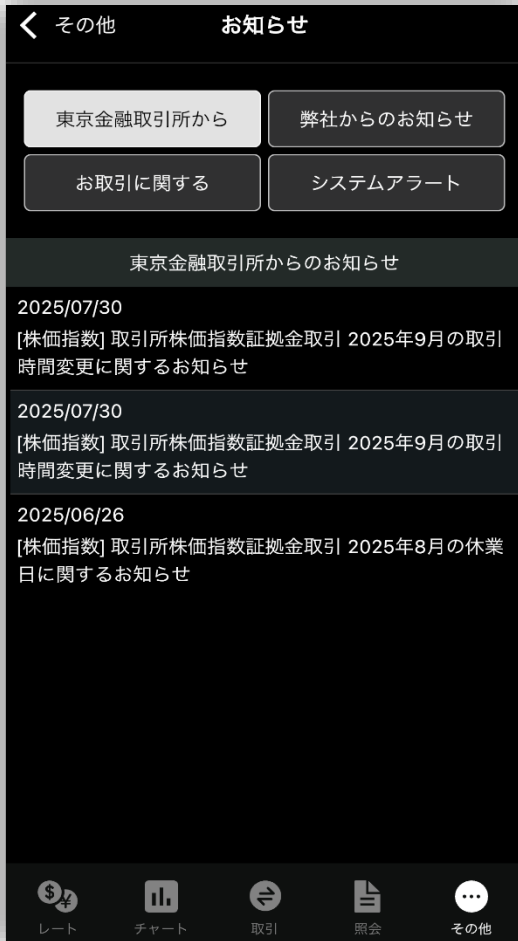 その他
お知らせ
東京金融取引所から
弊社からのお知らせ
お取引に関する
システムアラート
東京金融取引所からのお知らせ
2025/07/30
[株価指数] 取引所株価指数証拠金取引 2025年9月の取引
時間変更に関するお知らせ
2025/07/30
[株価指数] 取引所株価指数証拠金取引 2025年9月の取引
時間変更に関するお知らせ
2025/06/26
[株価指数] 取引所株価指数証拠金取引 2025年8月の休業
日に関するお知らせ
レート
チャート
取引
照会
その他